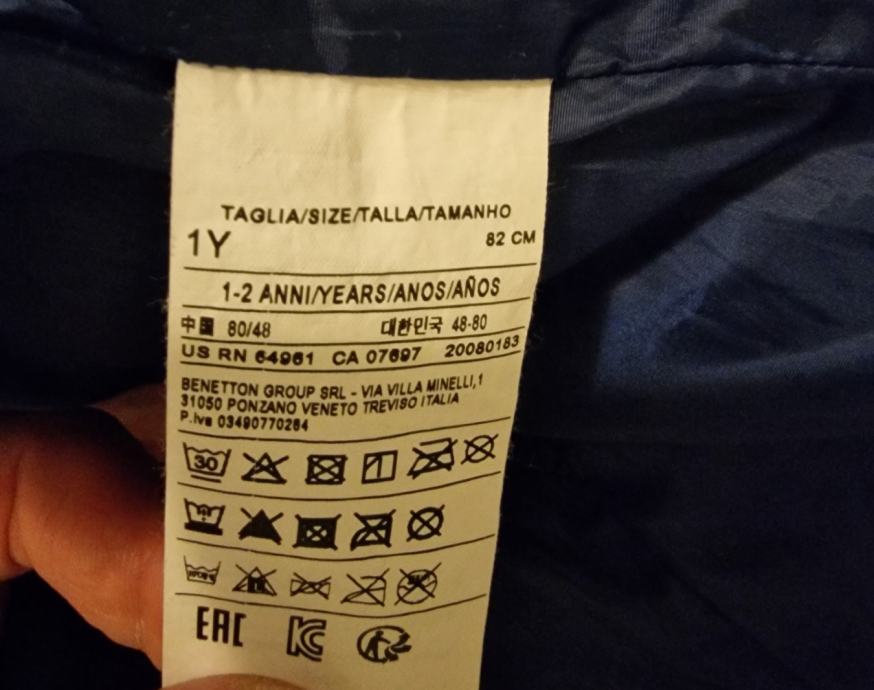 TAGLIA/SIZE/TALLA/TAMANHO
1Y 82 CM
1-2 ANNI/YEARS/ANOS/AÑOS
中国 80/48 대한민국 48-80
US RN 64961 CA 07697 20080183
BENETTON GROUP SRL - VIA VILLA MINELLI,1
31050 PONZANO VENETO TREVISO ITALIA
P.Iva 03490770264
30
EAC KC